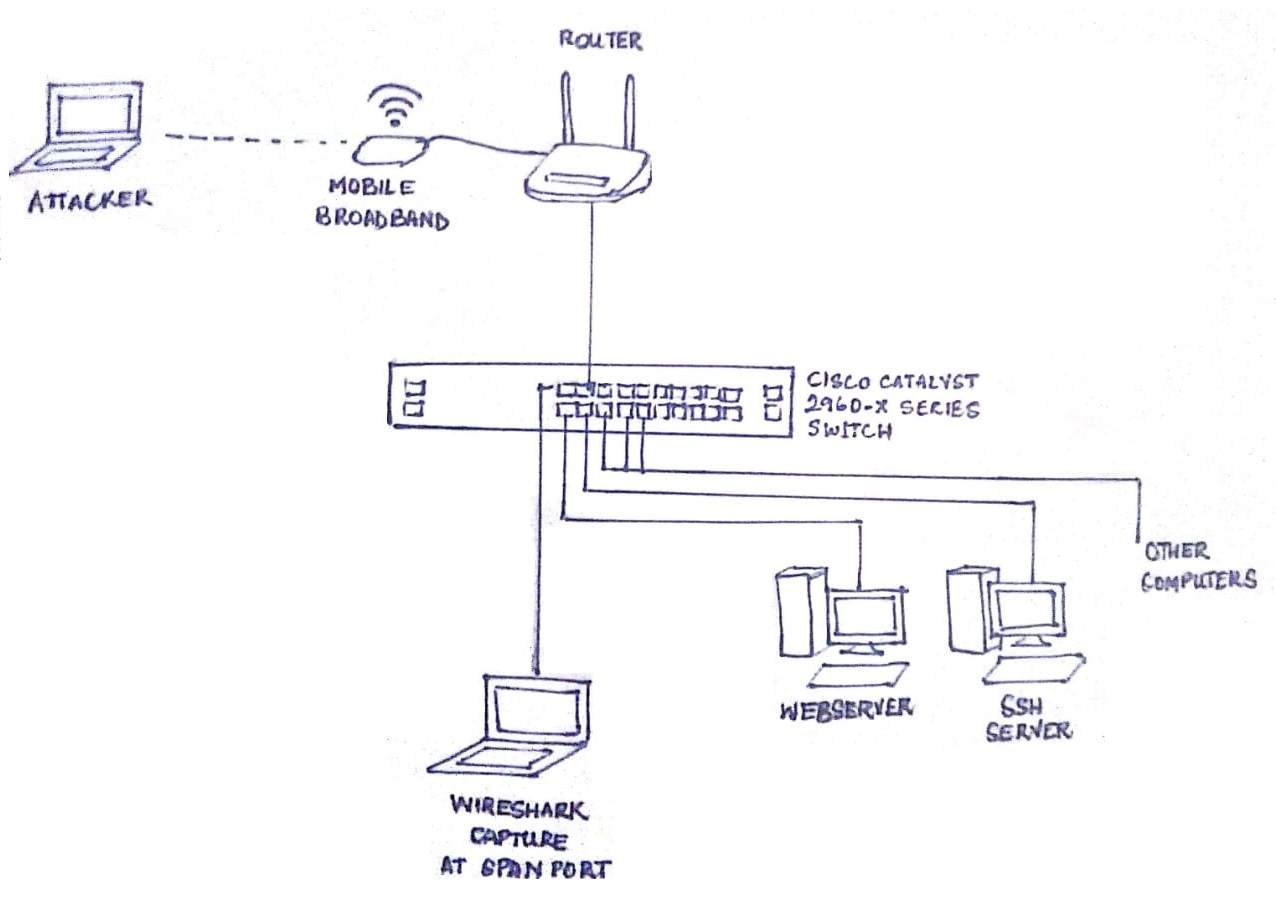 ROUTER
ATTACKER
MOBILE
BROADBAND
CISCO CATALYST
2960-X SERIES
SWITCH
OTHER
COMPUTERS
WEBSERVER
SSH
SERVER
WIRESHARK
CAPTURE
AT SPAN PORT